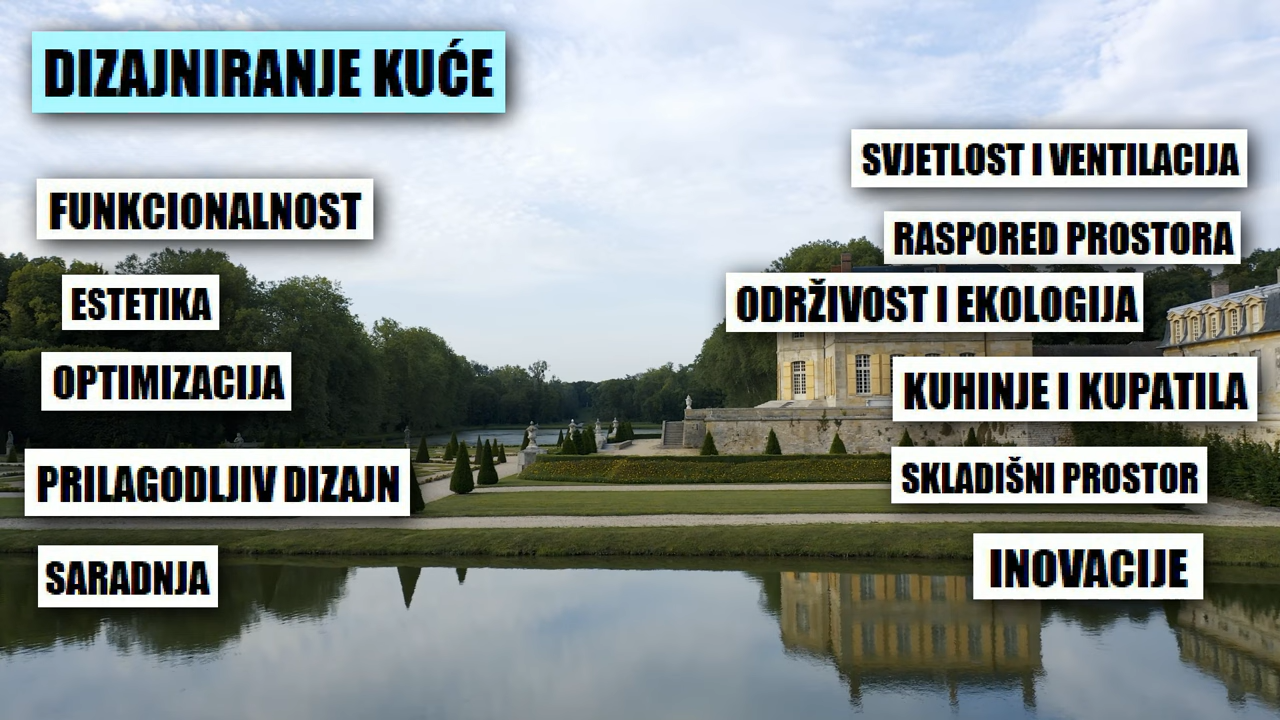 DIZAJNIRANJE KUĆE
FUNKCIONALNOST
ESTETIKA
OPTIMIZACIJA
PRILAGODLJIV DIZAJN
SARADNJA
SVJETLOST I VENTILACIJA
RASPORED PROSTORA
ODRŽIVOST I EKOLOGIJA
KUHINJE I KUPATILA
SKLADIŠNI PROSTOR
INOVACIJE